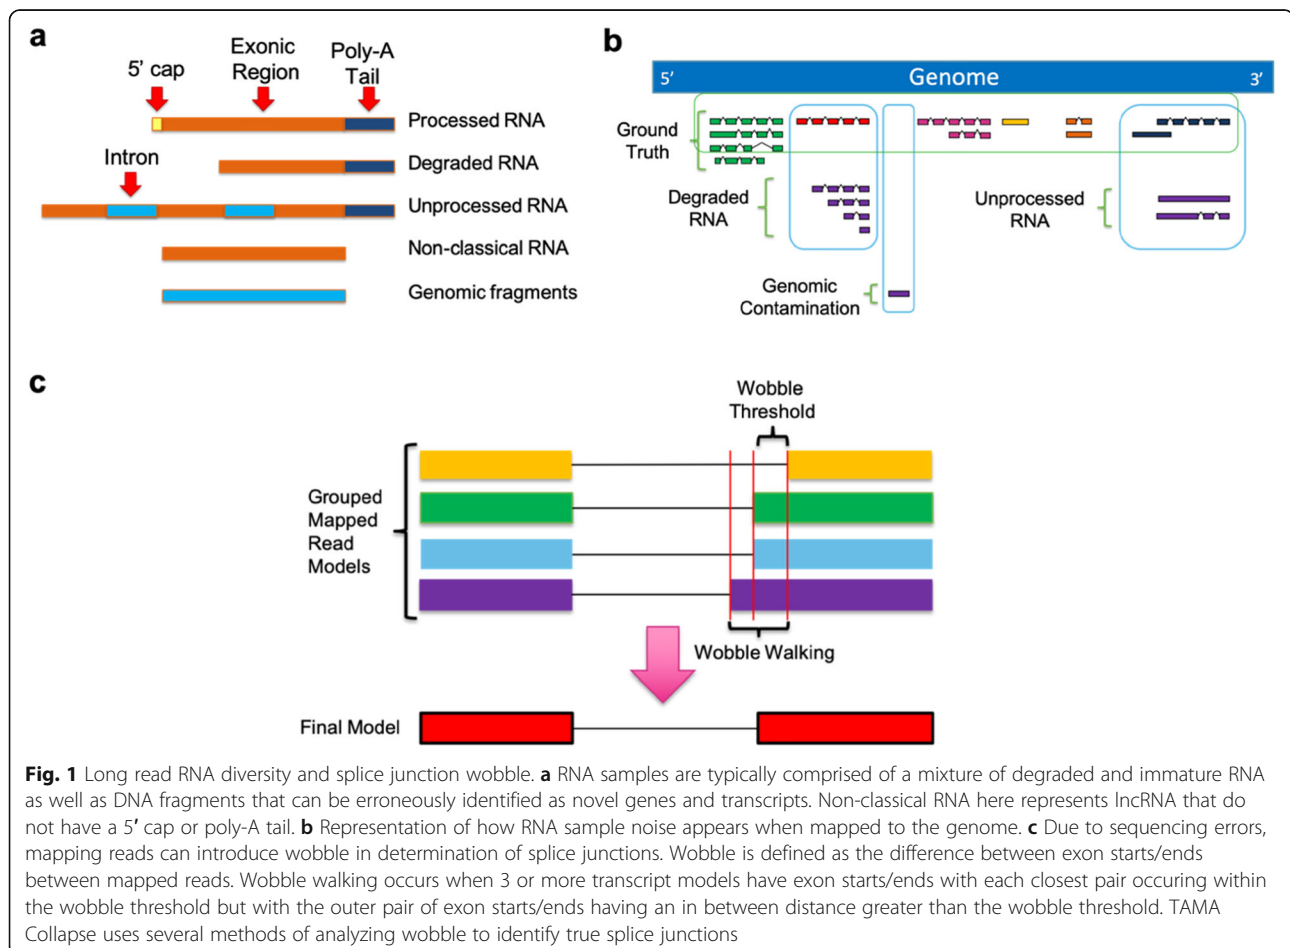 a
5' cap
Exonic
Region
Poly-A
Tail
Processed RNA
Degraded RNA
Intron
Unprocessed RNA
Non-classical RNA
Genomic fragments
b
5'
Genome
3'
Ground
Truth
Degraded
RNA
Unprocessed
RNA
Genomic
Contamination
c
Wobble
Threshold
Grouped
Mapped
Read
Models
Wobble Walking
Final Model
Fig. 1 Long read RNA diversity and splice junction wobble. a RNA samples are typically comprised of a mixture of degraded and immature RNA
as well as DNA fragments that can be erroneously identified as novel genes and transcripts. Non-classical RNA here represents lncRNA that do
not have a 5' cap or poly-A tail. b Representation of how RNA sample noise appears when mapped to the genome. c Due to sequencing errors,
mapping reads can introduce wobble in determination of splice junctions. Wobble is defined as the difference between exon starts/ends
between mapped reads. Wobble walking occurs when 3 or more transcript models have exon starts/ends with each closest pair occuring within
the wobble threshold but with the outer pair of exon starts/ends having an in between distance greater than the wobble threshold. TAMA
Collapse uses several methods of analyzing wobble to identify true splice junctions